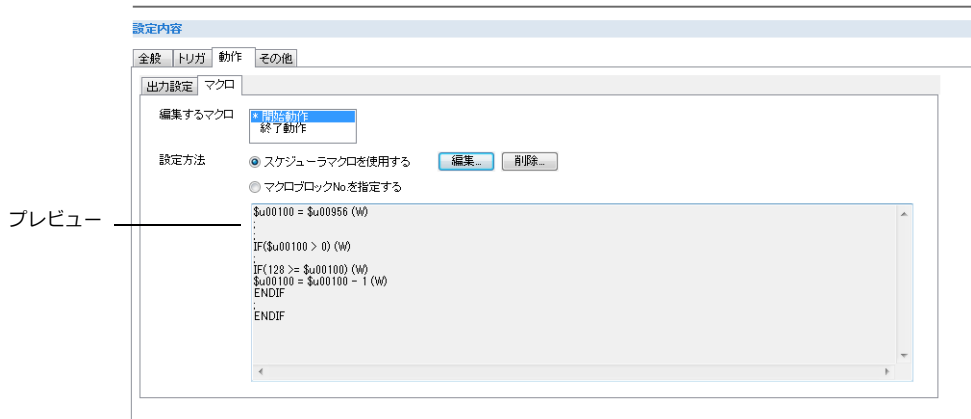 設定内容
全般 トリガ 動作 その他
出力設定 マクロ
編集するマクロ
* 開始動作
終了動作
設定方法
スケジューラマクロを使用する 編集... 削除...
マクロブロックNo.を指定する
プレビュー
$u00100 = $u00956 (W)
;
;
IF($u00100 > 0) (W)
;
IF(128 >= $u00100) (W)
$u00100 = $u00100 - 1 (W)
ENDIF
;
ENDIF